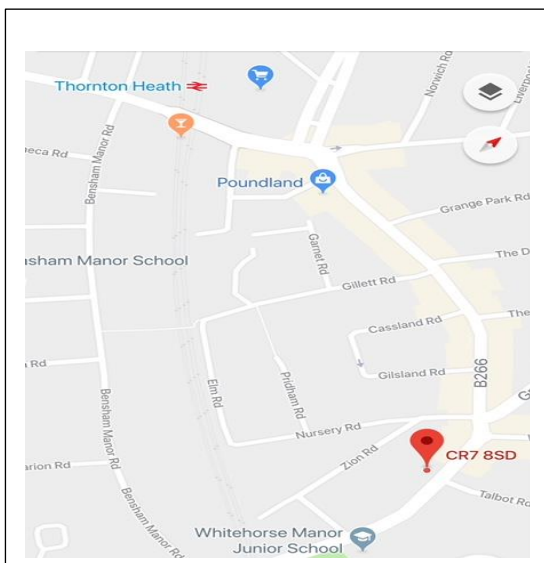 Norwich Rd
Liverpool
Thornton Heath
eca Rd
Bensham Manor Rd
Poundland
Grange Park Rd
Garnet Rd
nsham Manor School
The D
Gillett Rd
Cassland Rd
The
B266
a Rd
Gilsland Rd
Elm Rd
Pridham Rd
Bensham Manor Rd
Nursery Rd
Zion Rd
CR7 8SD
arion Rd
Talbot Rd
Bensham Manor Rd
Whitehorse Manor
Junior School